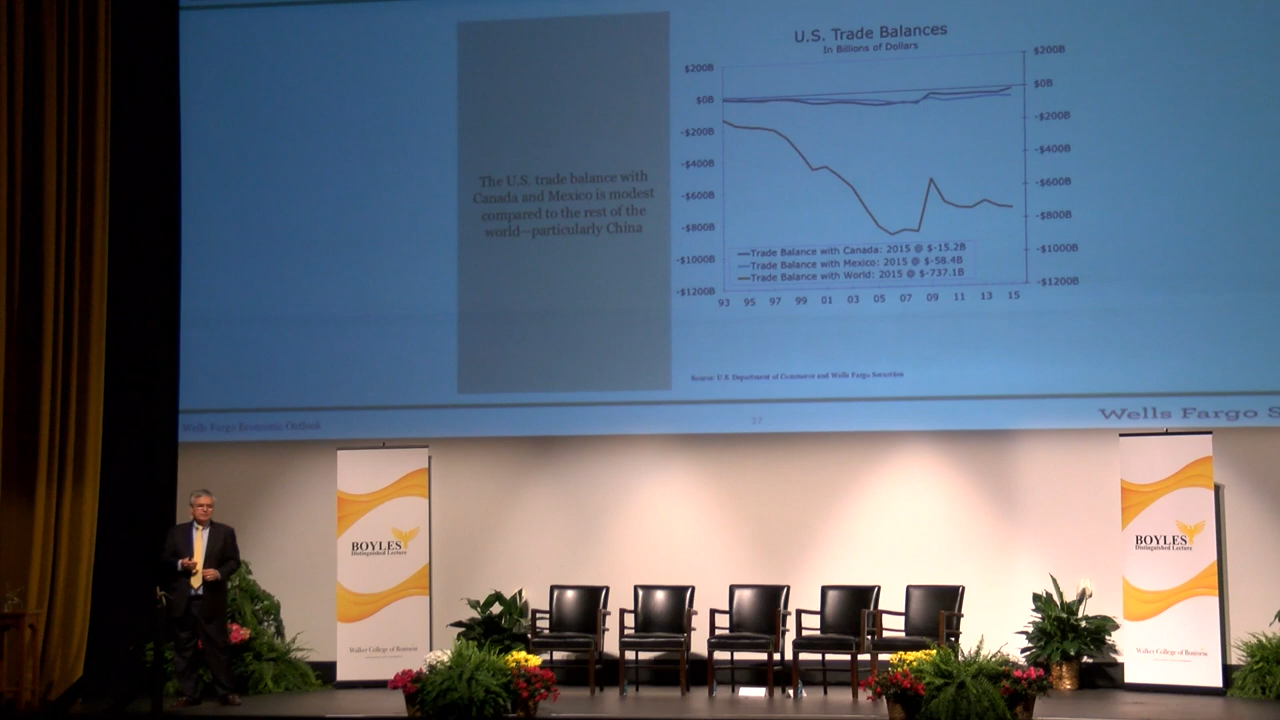 The U.S. trade balance with
Canada and Mexico is modest
compared to the rest of the
world—particularly China
U.S. Trade Balances
In Billions of Dollars
$200B
$0B
-$200B
-$400B
-$600B
-$800B
-$1000B
-$1200B
$200B
$0B
-$200B
-$400B
-$600B
-$800B
-$1000B
-$1200B
Trade Balance with Canada: 2015 @ $-15.2B
Trade Balance with Mexico: 2015 @ $-58.4B
Trade Balance with World: 2015 @ $-737.1B
93 95 97 99 01 03 05 07 09 11 13 15
Source: U.S. Department of Commerce and Wells Fargo Securities
Wells Fargo Economic Outlook
27
Wells Fargo S
BOYLES
Distinguished Lecture
Walker College of Business
BOYLES
Distinguished Lecture
Walker College of Business